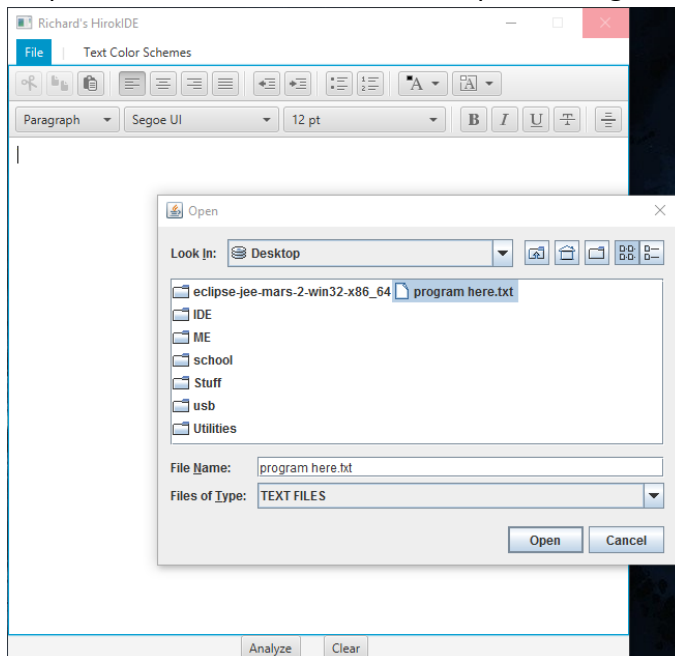 Richard's HirokIDE
File Text Color Schemes
Paragraph Segoe UI 12 pt B I U T
Open
Look In: Desktop
eclipse-jee-mars-2-win32-x86_64 program here.txt
IDE
ME
school
Stuff
usb
Utilities
File Name: program here.txt
Files of Type: TEXT FILES
Open Cancel
Analyze Clear